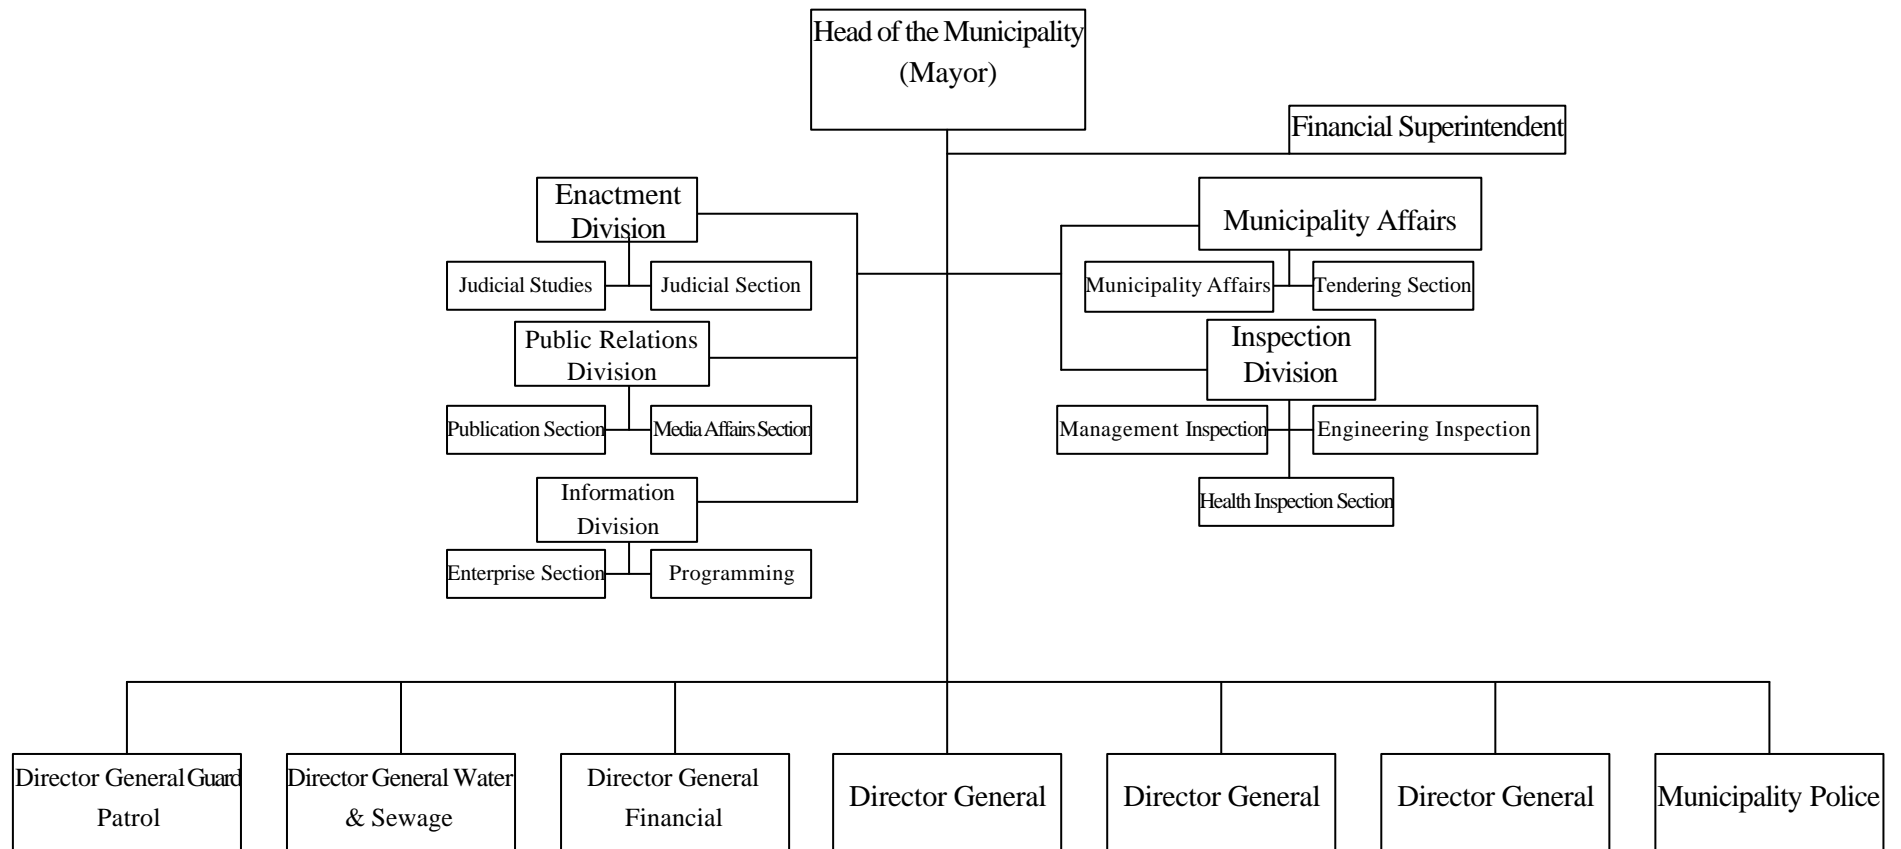 Head of the Municipality
(Mayor)
Financial Superintendent
Enactment
Division
Municipality Affairs
Judicial Studies
Judicial Section
Municipality Affairs
Tendering Section
Public Relations
Division
Inspection
Division
Publication Section
Media Affairs Section
Management Inspection
Engineering Inspection
Information
Division
Health Inspection Section
Enterprise Section
Programming
Director General Guard
Patrol
Director General Water
& Sewage
Director General
Financial
Director General
Director General
Director General
Municipality Police